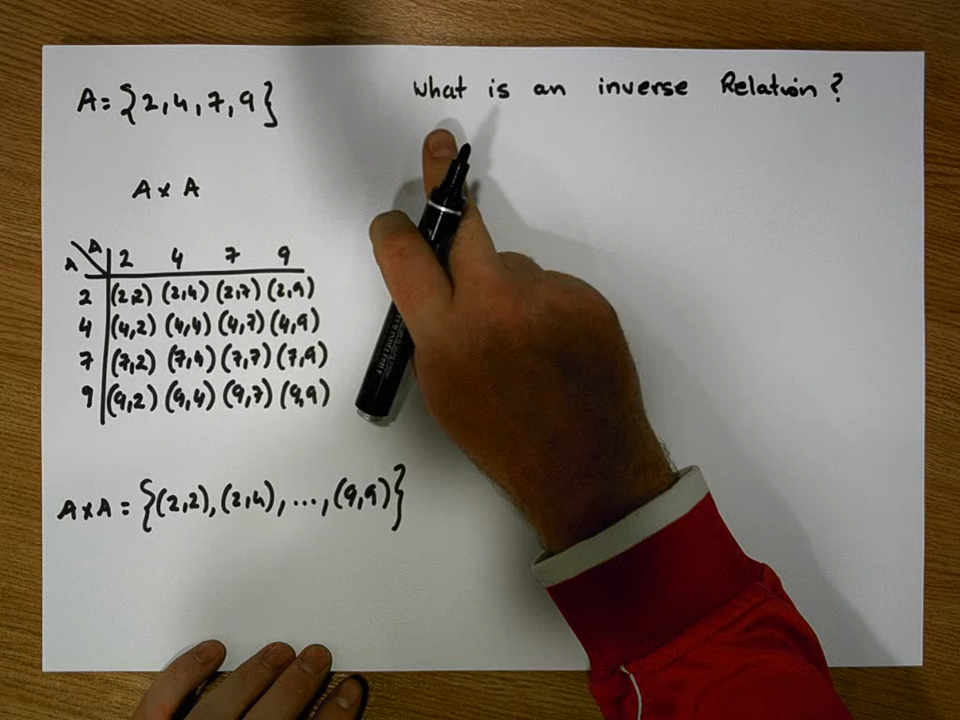 A = {2, 4, 7, 9}
What is an inverse Relation?
A x A
A A 2 4 7 9
2 (2,2) (2,4) (2,7) (2,9)
4 (4,2) (4,4) (4,7) (4,9)
7 (7,2) (7,4) (7,7) (7,9)
9 (9,2) (9,4) (9,7) (9,9)
A x A = {(2,2), (2,4), ..., (9,9)}